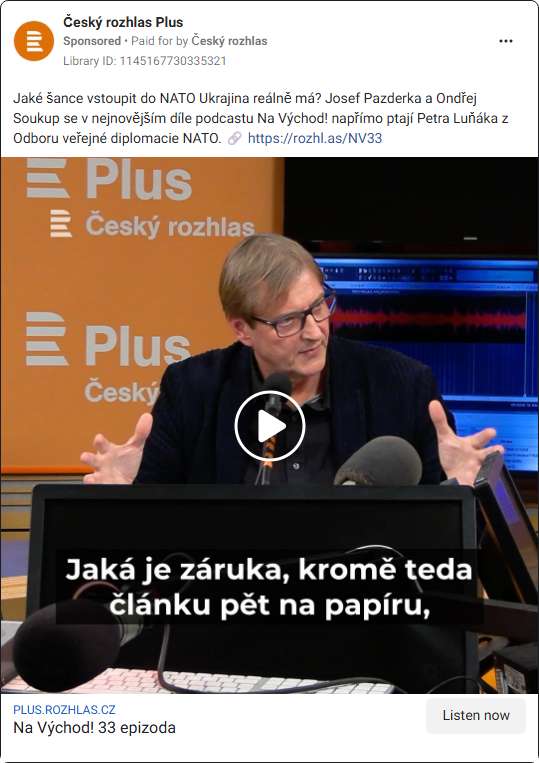 Český rozhlas Plus
Sponsored • Paid for by Český rozhlas
Library ID: 1145167730335321
Jaké šance vstoupit do NATO Ukrajina reálně má? Josef Pazderka a Ondřej
Soukup se v nejnovějším díle podcastu Na Východ! napřímo ptají Petra Luňáka z
Odboru veřejné diplomacie NATO. 🔗 https://rozhl.as/NV33
Plus
Český rozhlas
Plus
Český
Jaká je záruka, kromě teda
článku pět na papíru,
PLUS.ROZHLAS.CZ
Na Východ! 33 epizoda
Listen now